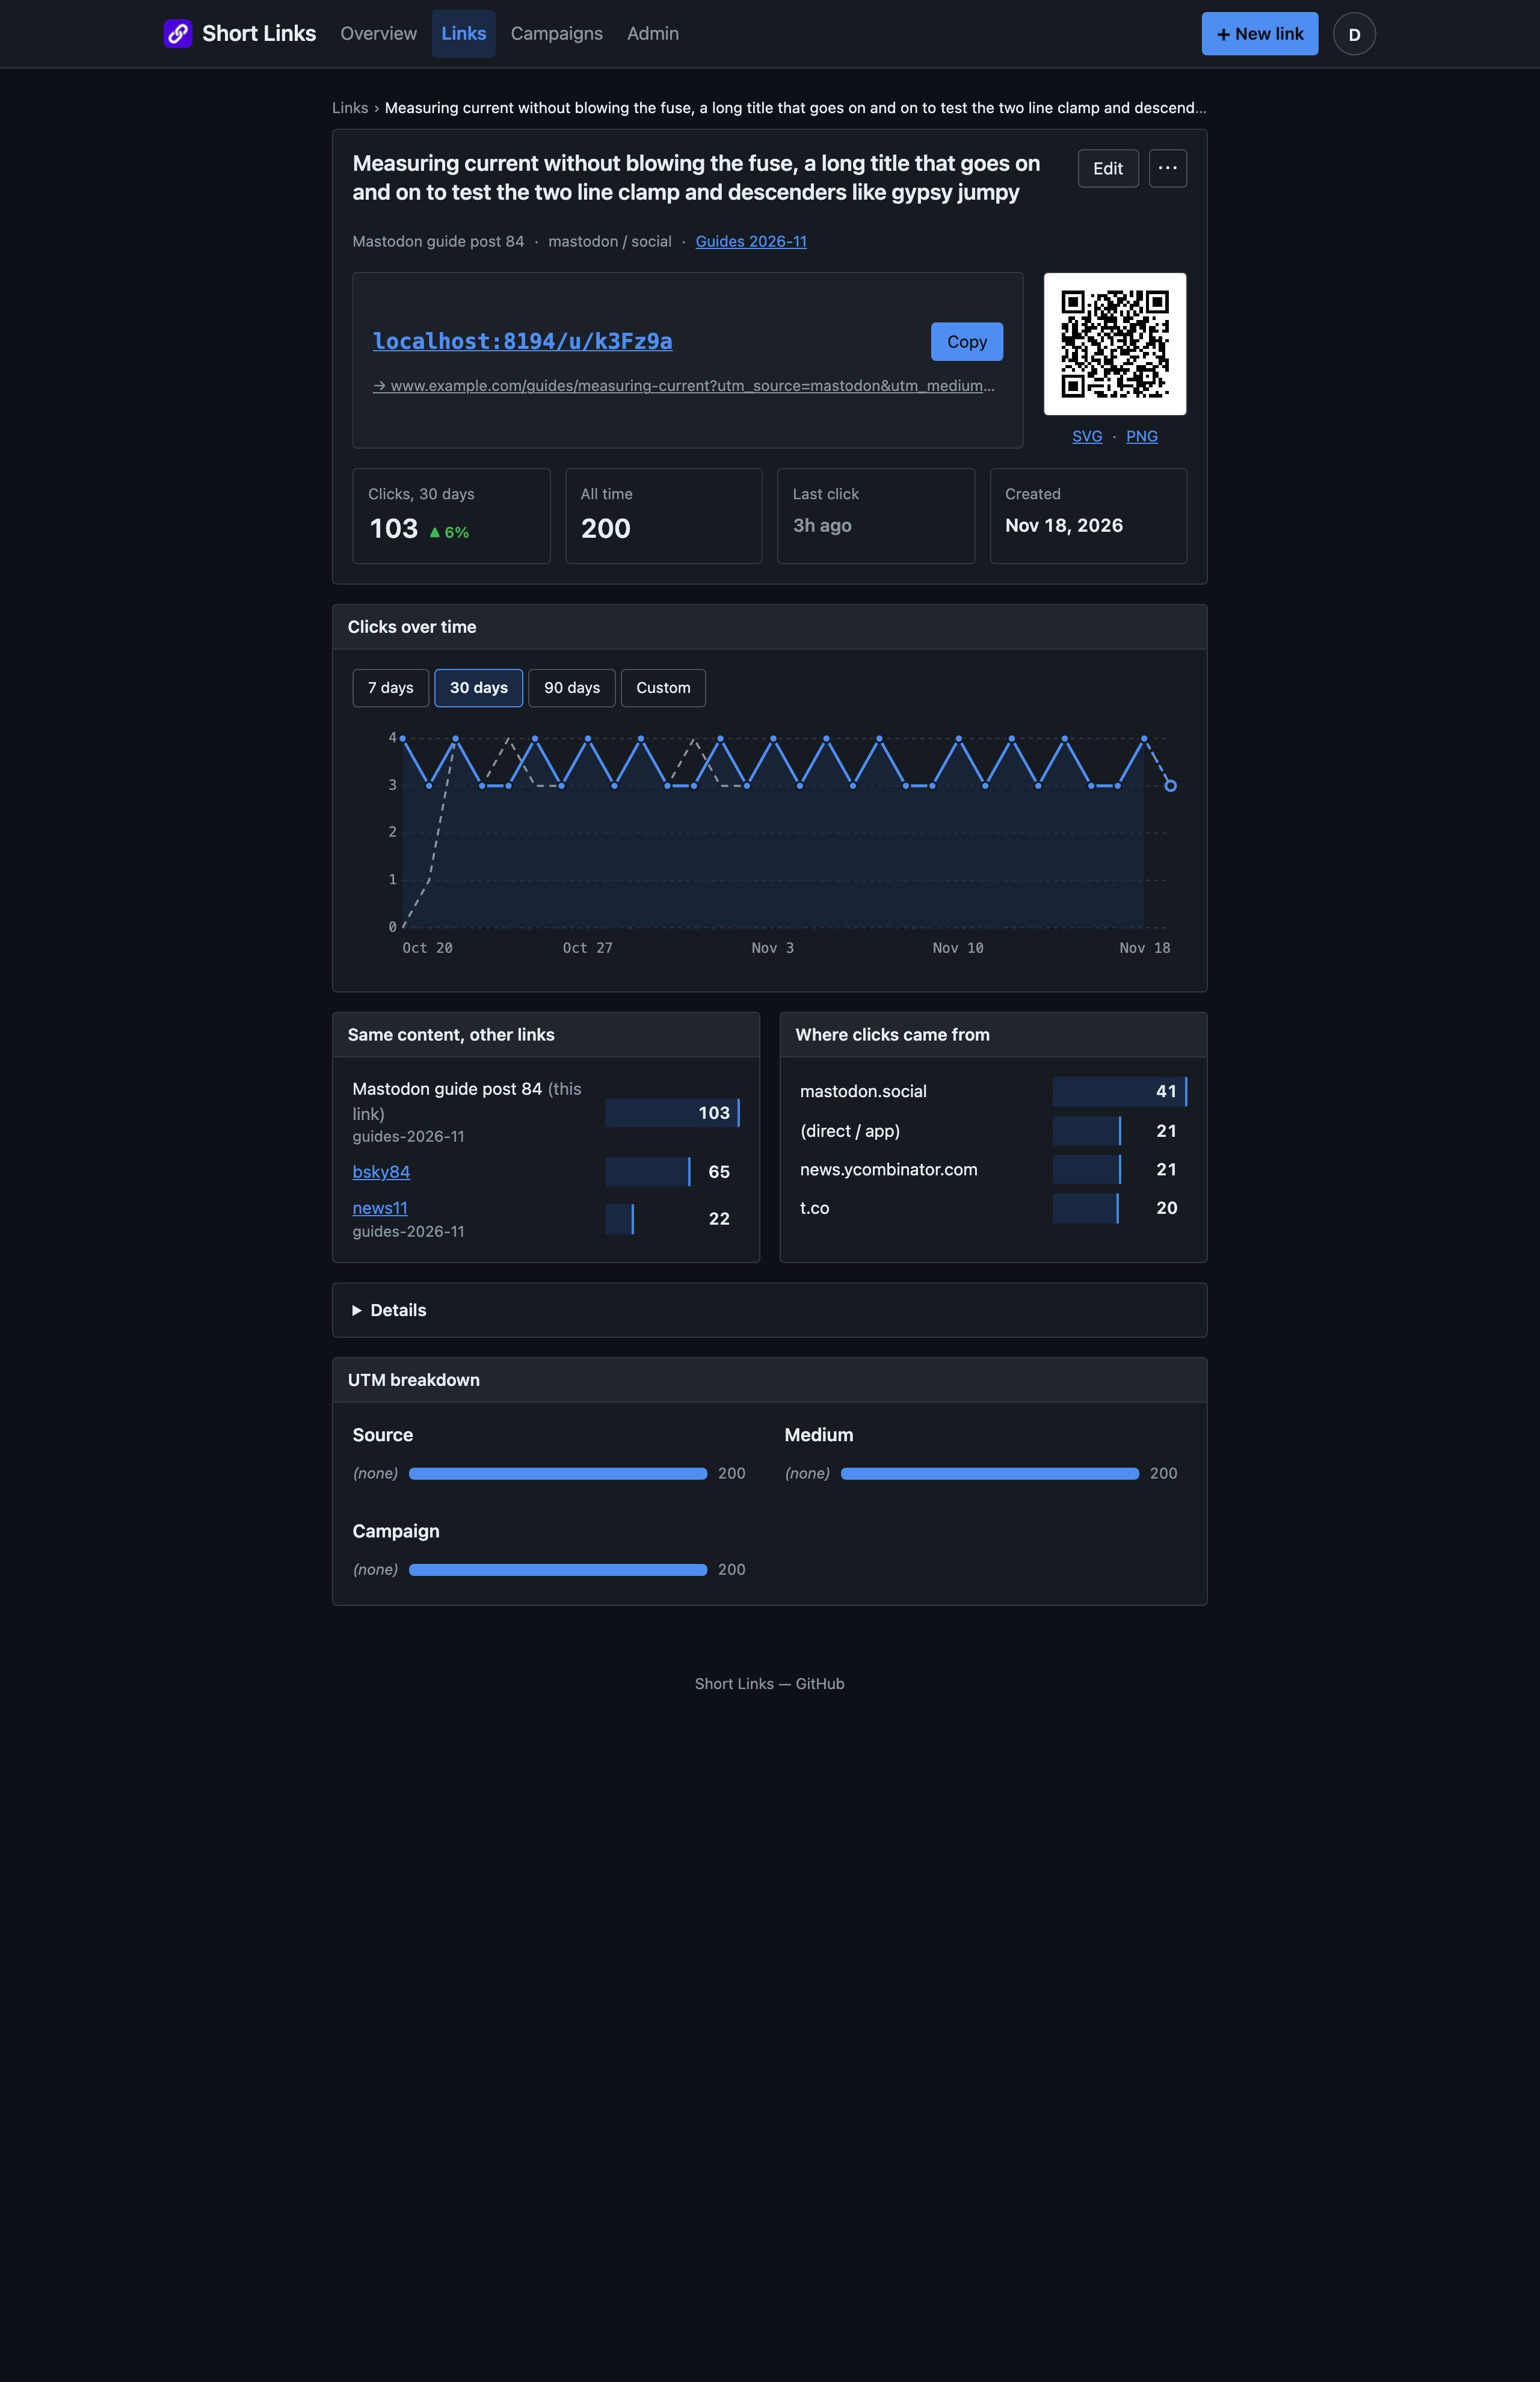 Short Links
Overview
Links
Campaigns
Admin
+ New link
D
Links › Measuring current without blowing the fuse, a long title that goes on and on to test the two line clamp and descend...
Measuring current without blowing the fuse, a long title that goes on
and on to test the two line clamp and descenders like gypsy jumpy
Edit
···
Mastodon guide post 84 · mastodon / social · Guides 2026-11
localhost:8194/u/k3Fz9a
Copy
→ www.example.com/guides/measuring-current?utm_source=mastodon&utm_medium...
SVG · PNG
Clicks, 30 days
103 ▲ 6%
All time
200
Last click
3h ago
Created
Nov 18, 2026
Clicks over time
7 days
30 days
90 days
Custom
4
3
2
1
0
Oct 20
Oct 27
Nov 3
Nov 10
Nov 18
Same content, other links
Mastodon guide post 84 (this
link)
guides-2026-11
103
bsky84
65
news11
guides-2026-11
22
Where clicks came from
mastodon.social
41
(direct / app)
21
news.ycombinator.com
21
t.co
20
▶ Details
UTM breakdown
Source
(none)
200
Medium
(none)
200
Campaign
(none)
200
Short Links — GitHub